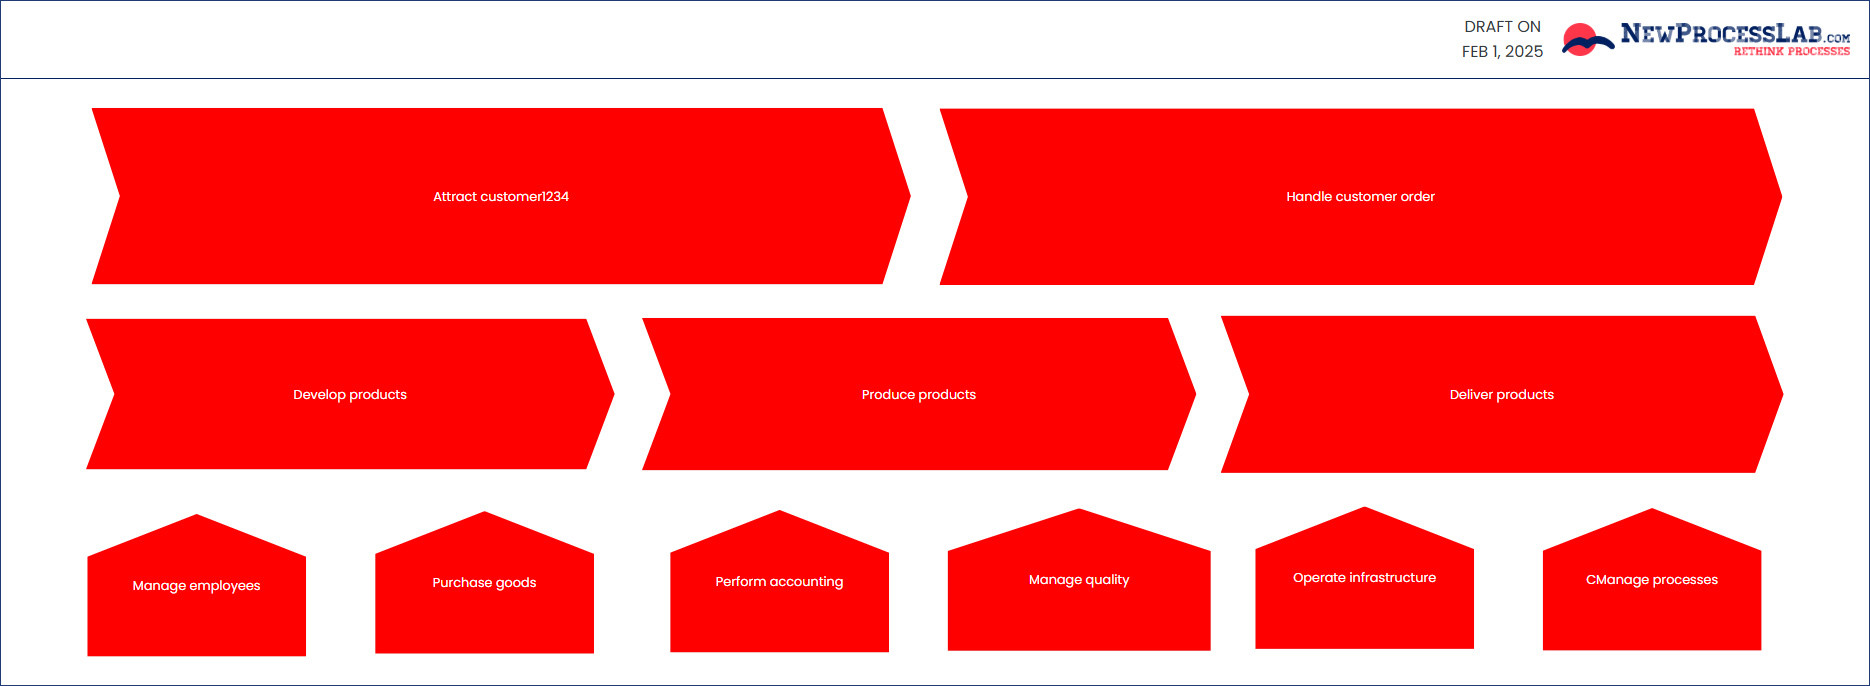 DRAFT ON
FEB 1, 2025
NEWPROCESSLAB.COM
RETHINK PROCESSES
Attract customer1234
Handle customer order
Develop products
Produce products
Deliver products
Manage employees
Purchase goods
Perform accounting
Manage quality
Operate infrastructure
CManage processes